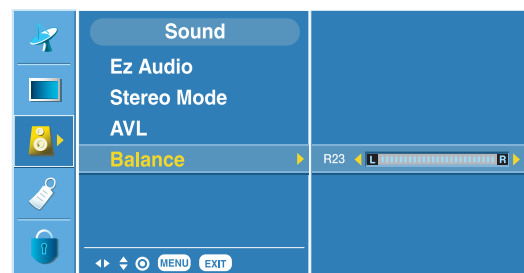 Sound
Ez Audio
Stereo Mode
AVL
Balance R23 L R
MENU EXIT